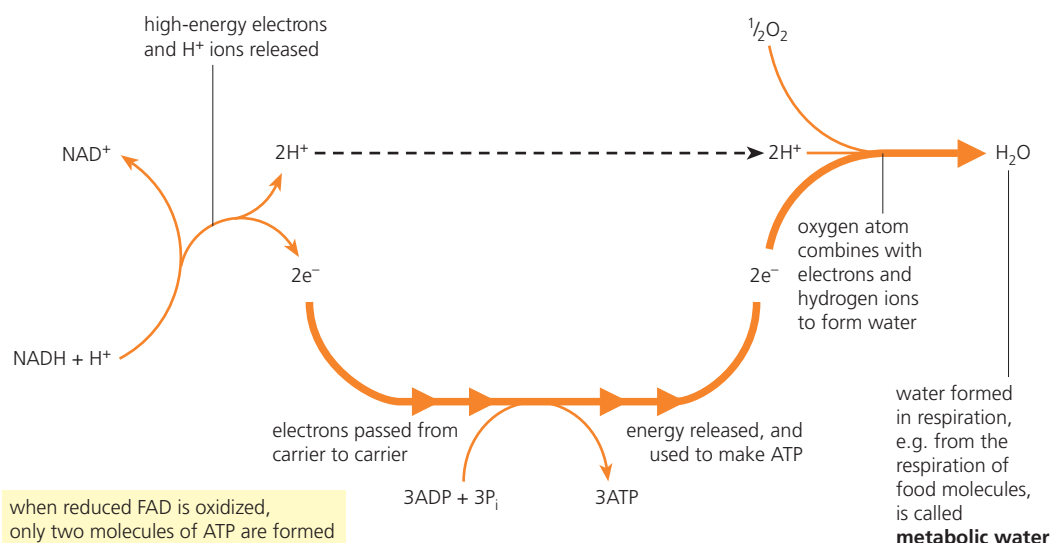 high-energy electrons
and H⁺ ions released
½O₂
NAD⁺
2H⁺
2H⁺
H₂O
oxygen atom
combines with
electrons and
hydrogen ions
to form water
2e⁻
2e⁻
NADH + H⁺
water formed
in respiration,
e.g. from the
respiration of
food molecules,
is called
metabolic water
electrons passed from
carrier to carrier
energy released, and
used to make ATP
3ADP + 3Pᵢ
3ATP
when reduced FAD is oxidized,
only two molecules of ATP are formed